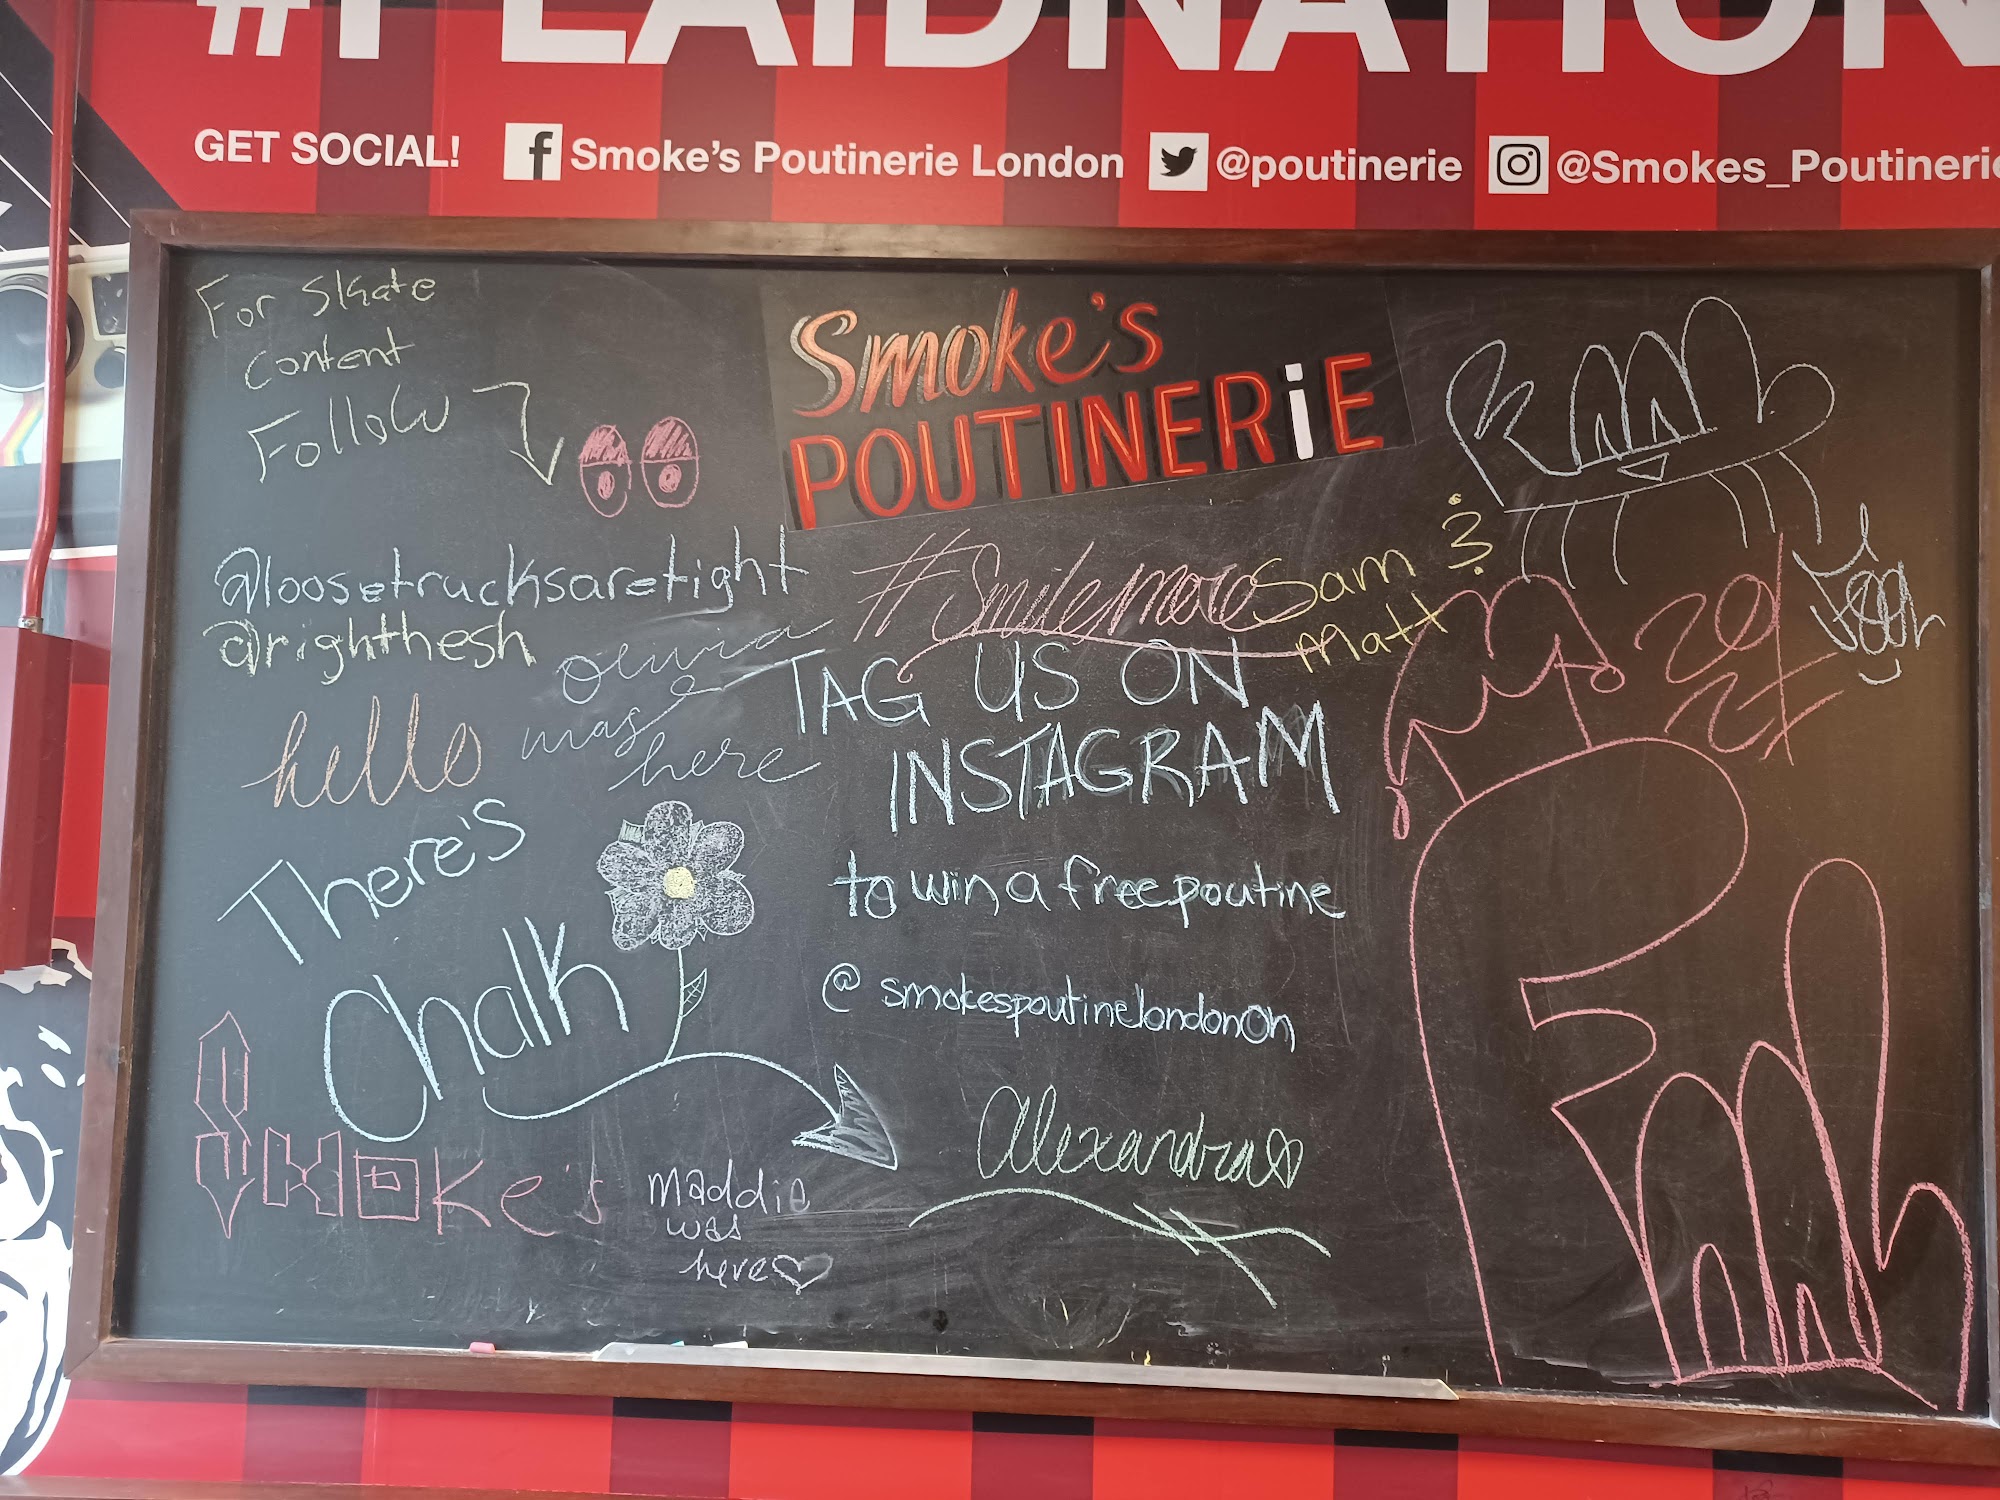 #PLAIDNATION
GET SOCIAL! f Smoke's Poutinerie London @poutinerie @Smokes_Poutinerie
For Skate
Content
Follow
Smoke's
POUTINERiE
@loosetrucksaretight
@righthesh
#Smilemore
Sam &
Matt
olivia
was
here
hello
TAG US ON
INSTAGRAM
to win a free poutine
@ smokespoutinelondonOn
There's
Chalk
SMOKe's
maddie
was
here
alexandra